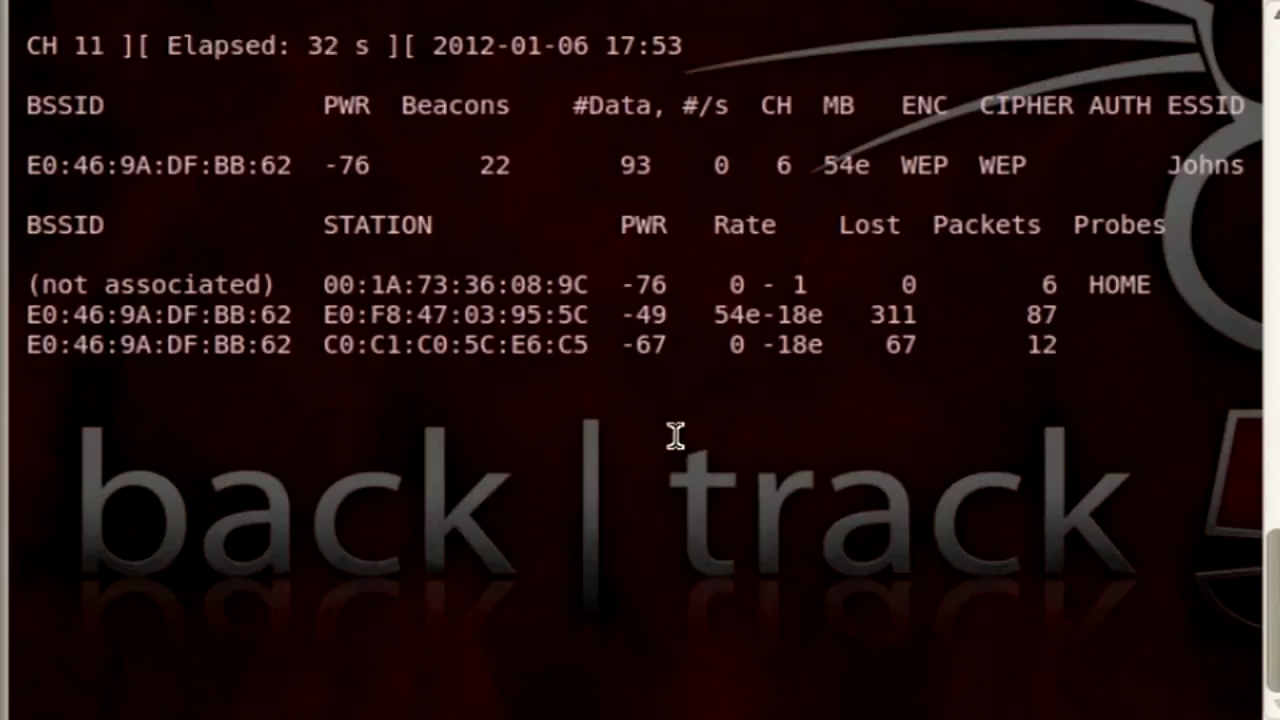 CH 11 ][ Elapsed: 32 s ][ 2012-01-06 17:53
BSSID PWR Beacons #Data, #/s CH MB ENC CIPHER AUTH ESSID
E0:46:9A:DF:BB:62 -76 22 93 0 6 54e WEP WEP Johns
BSSID STATION PWR Rate Lost Packets Probes
(not associated) 00:1A:73:36:08:9C -76 0 - 1 0 6 HOME
E0:46:9A:DF:BB:62 E0:F8:47:03:95:5C -49 54e-18e 311 87
E0:46:9A:DF:BB:62 C0:C1:C0:5C:E6:C5 -67 0 -18e 67 12
back | track